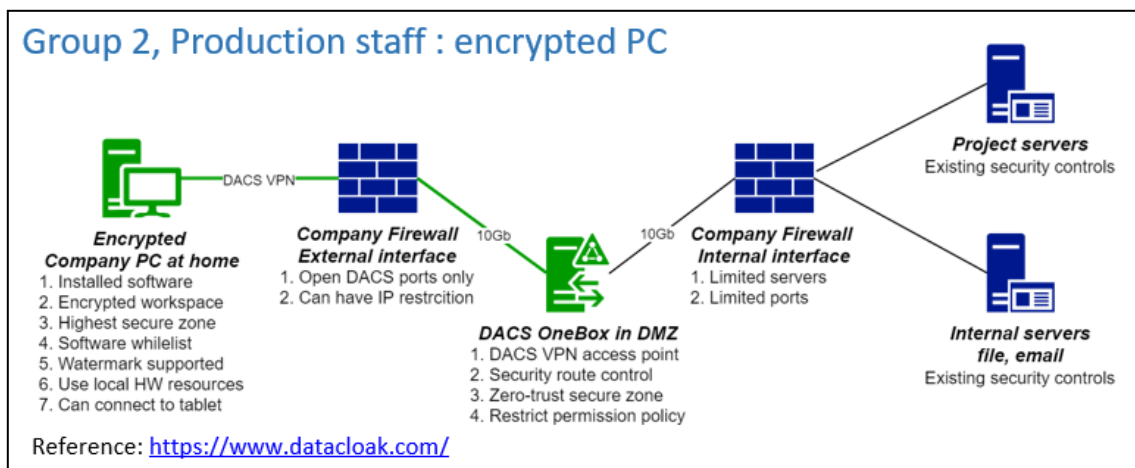 Group 2, Production staff : encrypted PC
DACS VPN
10Gb
10Gb
Encrypted
Company PC at home
1. Installed software
2. Encrypted workspace
3. Highest secure zone
4. Software whilelist
5. Watermark supported
6. Use local HW resources
7. Can connect to tablet
Company Firewall
External interface
1. Open DACS ports only
2. Can have IP restrcition
DACS OneBox in DMZ
1. DACS VPN access point
2. Security route control
3. Zero-trust secure zone
4. Restrict permission policy
Company Firewall
Internal interface
1. Limited servers
2. Limited ports
Project servers
Existing security controls
Internal servers
file, email
Existing security controls
Reference: https://www.datacloak.com/